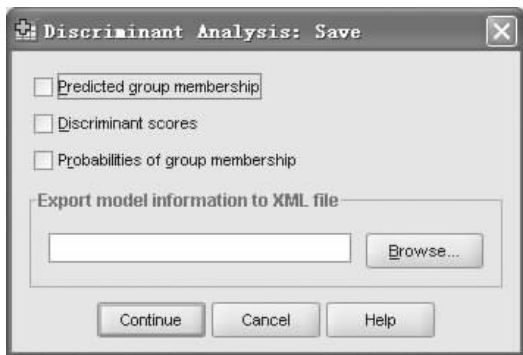 Discriminant Analysis: Save
Predicted group membership
Discriminant scores
Probabilities of group membership
Export model information to XML file
Browse...
Continue Cancel Help